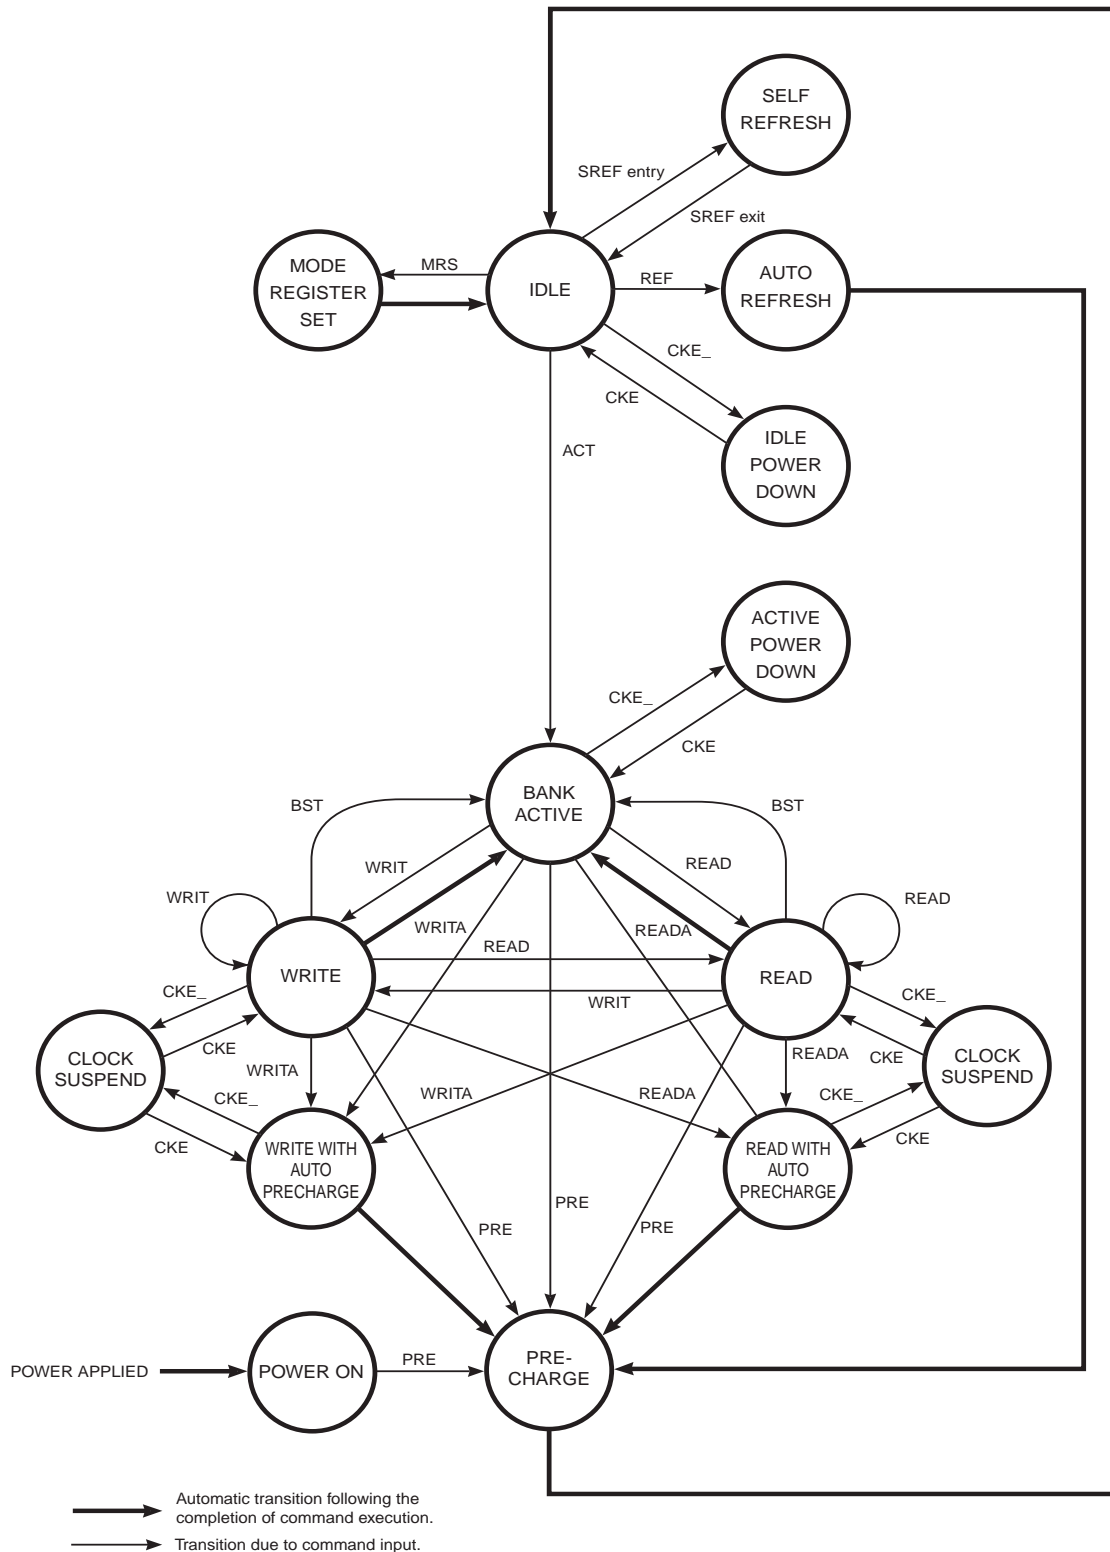 SELF
REFRESH
SREF entry
SREF exit
MODE
REGISTER
SET
MRS
IDLE
REF
AUTO
REFRESH
CKE_
CKE
IDLE
POWER
DOWN
ACT
ACTIVE
POWER
DOWN
CKE_
CKE
BANK
ACTIVE
BST
BST
WRIT
READ
WRIT
READ
WRITA
READA
READ
WRITE
READ
WRIT
CKE_
CKE_
CLOCK
SUSPEND
CKE
CKE
CLOCK
SUSPEND
WRITA
READA
CKE_
WRITA
READA
CKE_
CKE
CKE
WRITE WITH
AUTO
PRECHARGE
READ WITH
AUTO
PRECHARGE
PRE
PRE
PRE
POWER APPLIED
POWER ON
PRE
PRE-
CHARGE
Automatic transition following the
completion of command execution.
Transition due to command input.